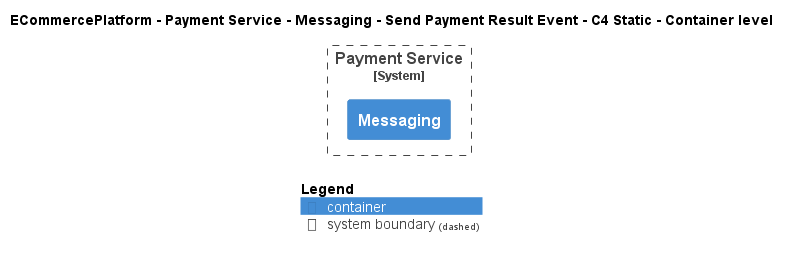 ECommercePlatform - Payment Service - Messaging - Send Payment Result Event - C4 Static - Container level
Payment Service
[System]
Messaging
Legend
container
system boundary (dashed)